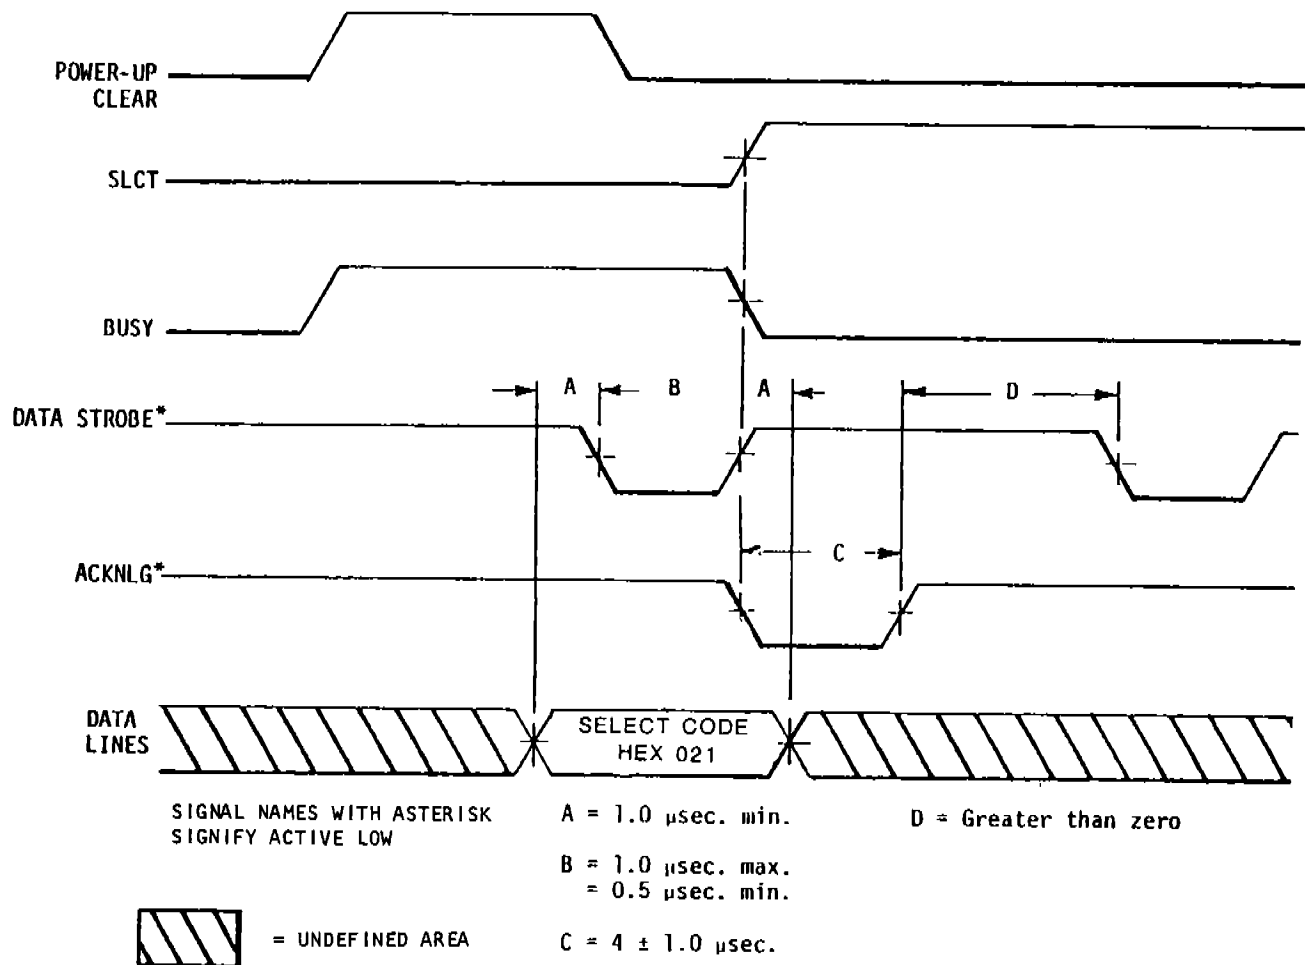 POWER-UP
CLEAR
SLCT
BUSY
A B A D
DATA STROBE*
C
ACKNLG*
DATA
LINES
SELECT CODE
HEX 021
SIGNAL NAMES WITH ASTERISK
SIGNIFY ACTIVE LOW
A = 1.0 µsec. min.
D = Greater than zero
B = 1.0 µsec. max.
= 0.5 µsec. min.
= UNDEFINED AREA
C = 4 ± 1.0 µsec.